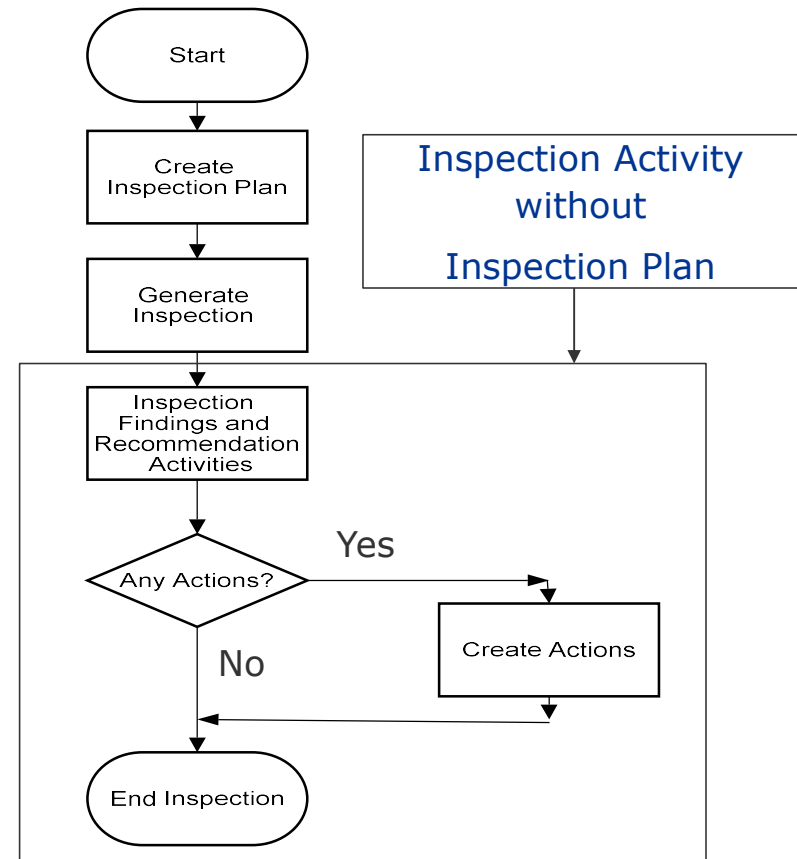 Start
Create
Inspection Plan
Inspection Activity
without
Inspection Plan
Generate
Inspection
Inspection
Findings and
Recommendation
Activities
Any Actions?
Yes
Create Actions
No
End Inspection